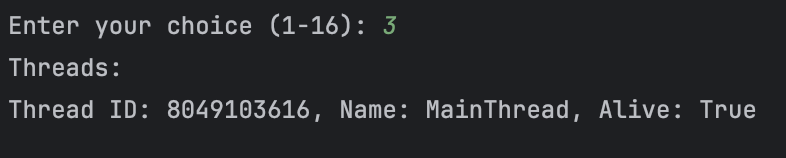 Enter your choice (1-16): 3
Threads:
Thread ID: 8049103616, Name: MainThread, Alive: True